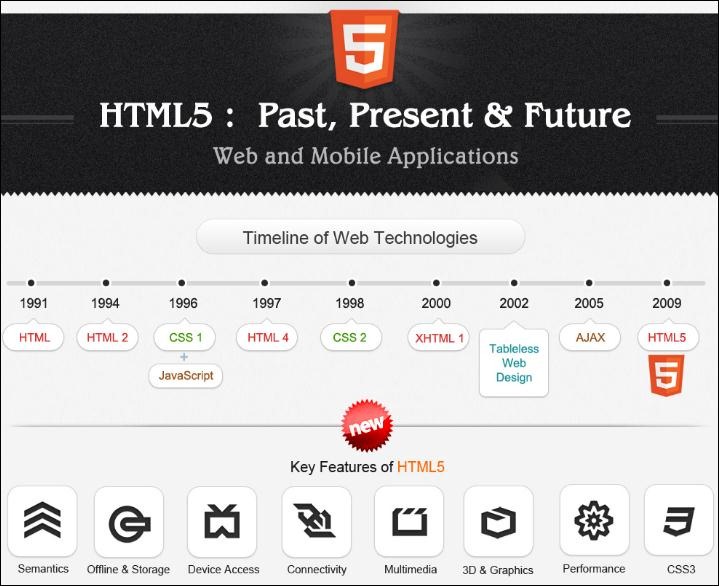 HTML5 : Past, Present & Future
Web and Mobile Applications
Timeline of Web Technologies
1991 1994 1996 1997 1998 2000 2002 2005 2009
HTML HTML 2 CSS 1 HTML 4 CSS 2 XHTML 1 Tableless Web Design AJAX HTML5
+
JavaScript
5
new
Key Features of HTML5
Semantics Offline & Storage Device Access Connectivity Multimedia 3D & Graphics Performance CSS3